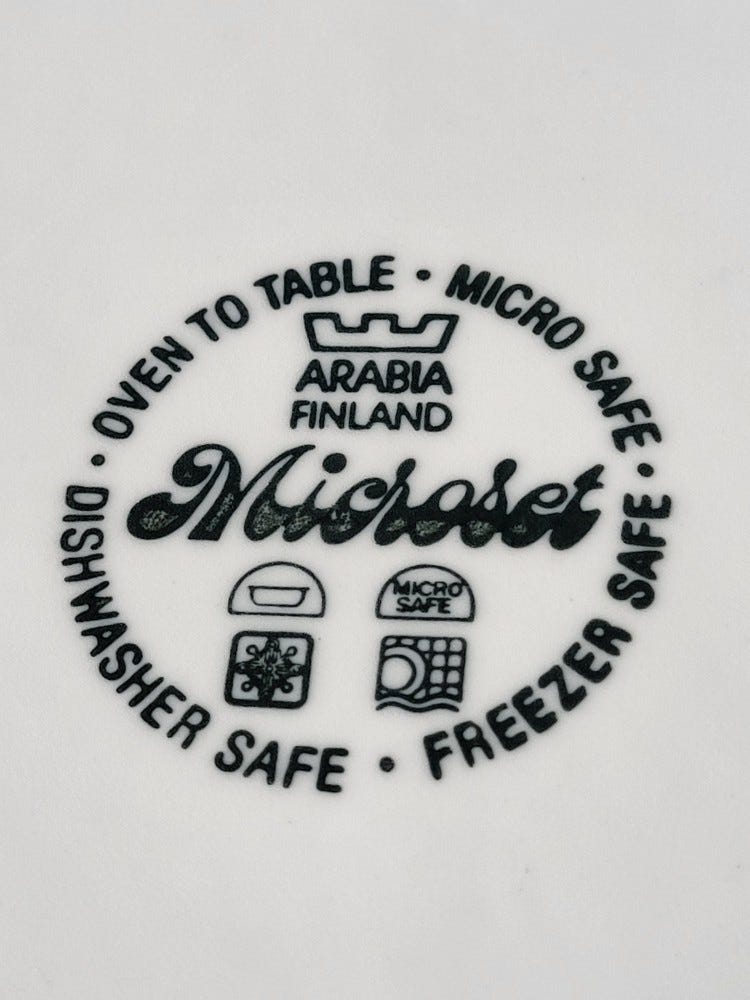 OVEN TO TABLE • MICRO SAFE • FREEZER SAFE • DISHWASHER SAFE •
ARABIA
FINLAND
Microset
MICRO
SAFE